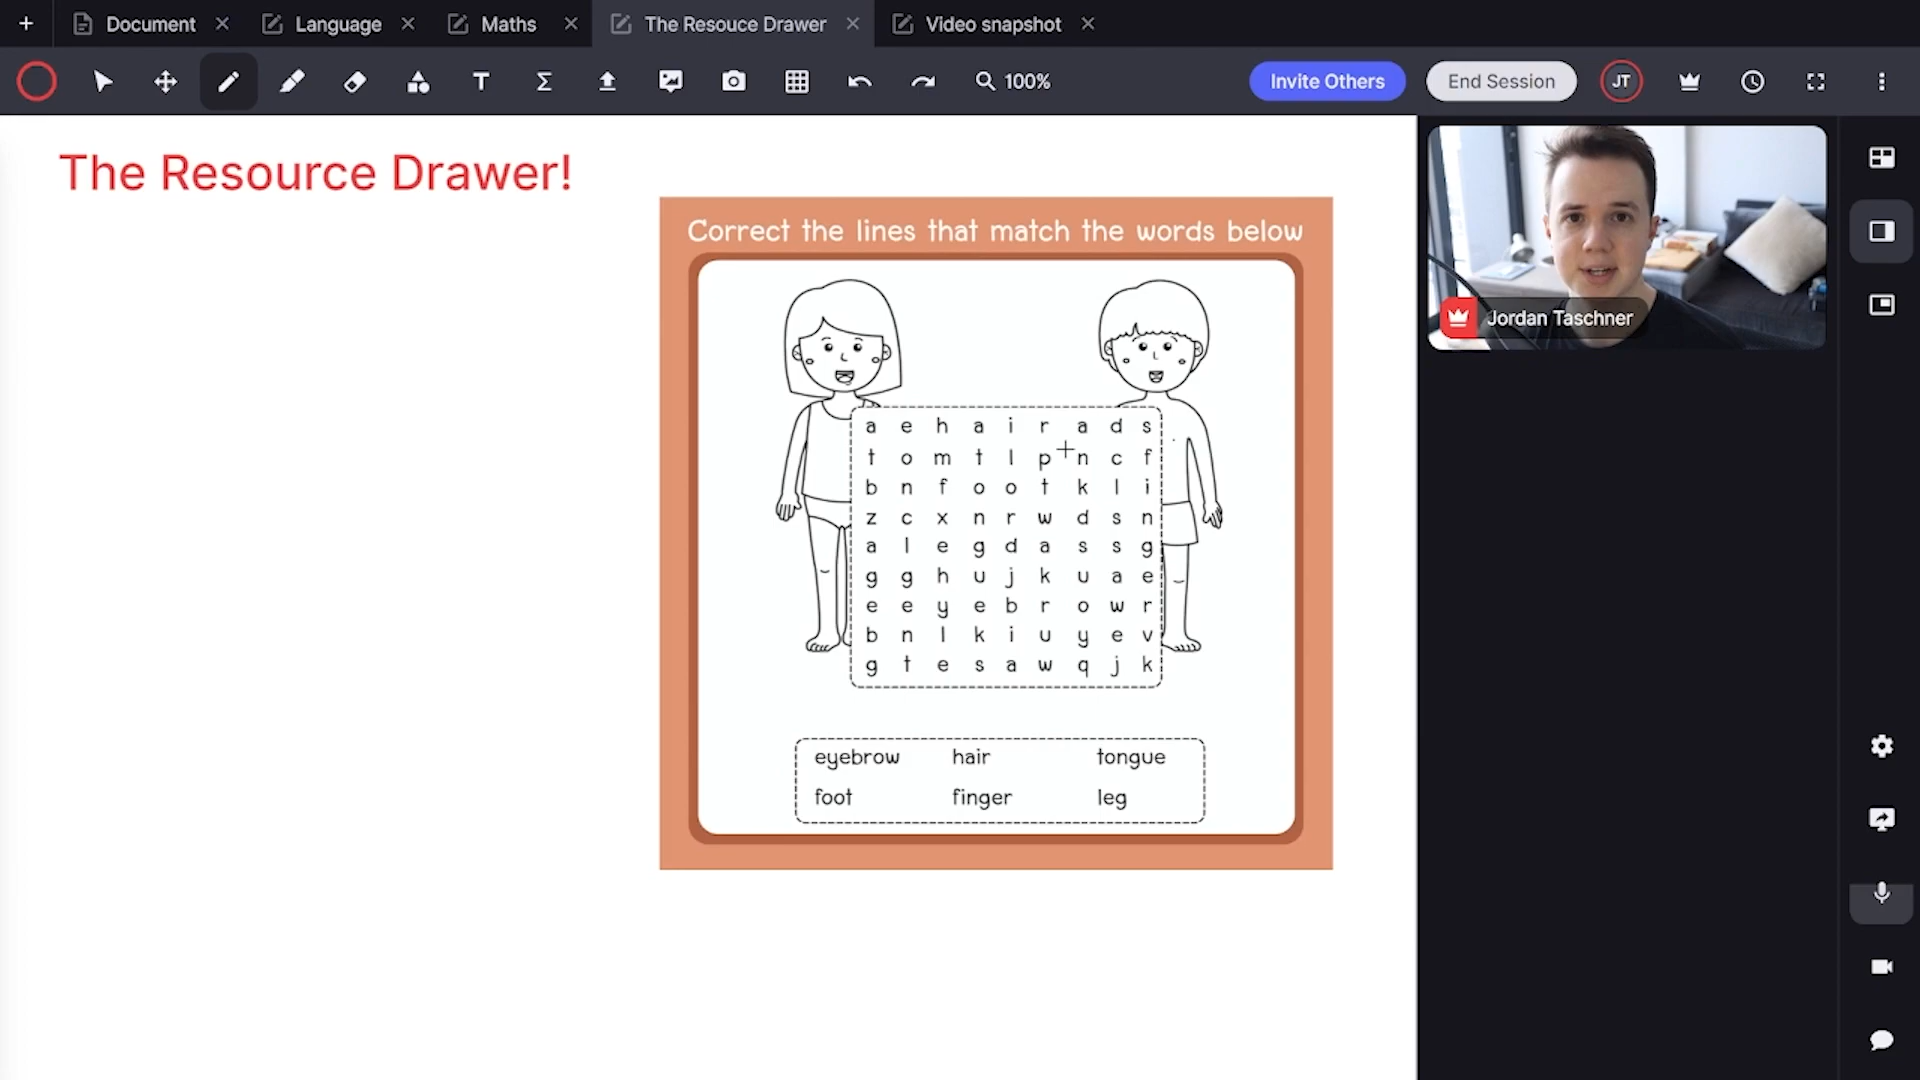 Document Language Maths The Resouce Drawer Video snapshot
T Σ 100% Invite Others End Session JT
The Resource Drawer!
Jordan Taschner
Correct the lines that match the words below
a e h a i r a d s
t o m t l p n c f
b n f o o t k l i
z c x n r w d s n
a l e g d a s s g
g g h u j k u a e
e e y e b r o w r
b n l k i u y e v
g t e s a w q j k
eyebrow hair tongue
foot finger leg